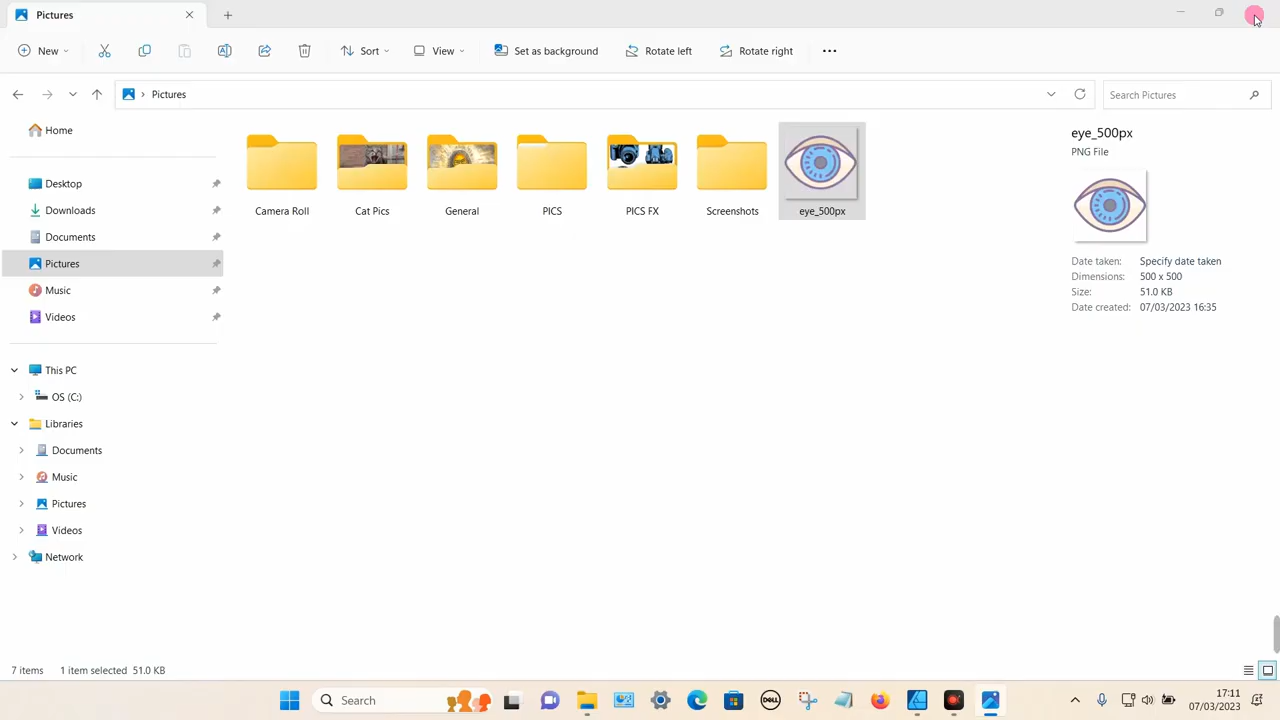 Pictures
New
Sort
View
Set as background
Rotate left
Rotate right
Pictures
Search Pictures
Home
Desktop
Downloads
Documents
Pictures
Music
Videos
This PC
OS (C:)
Libraries
Documents
Music
Pictures
Videos
Network
Camera Roll
Cat Pics
General
PICS
PICS FX
Screenshots
eye_500px
eye_500px
PNG File
Date taken: Specify date taken
Dimensions: 500 x 500
Size: 51.0 KB
Date created: 07/03/2023 16:35
7 items 1 item selected 51.0 KB
Search
DELL
17:11
07/03/2023